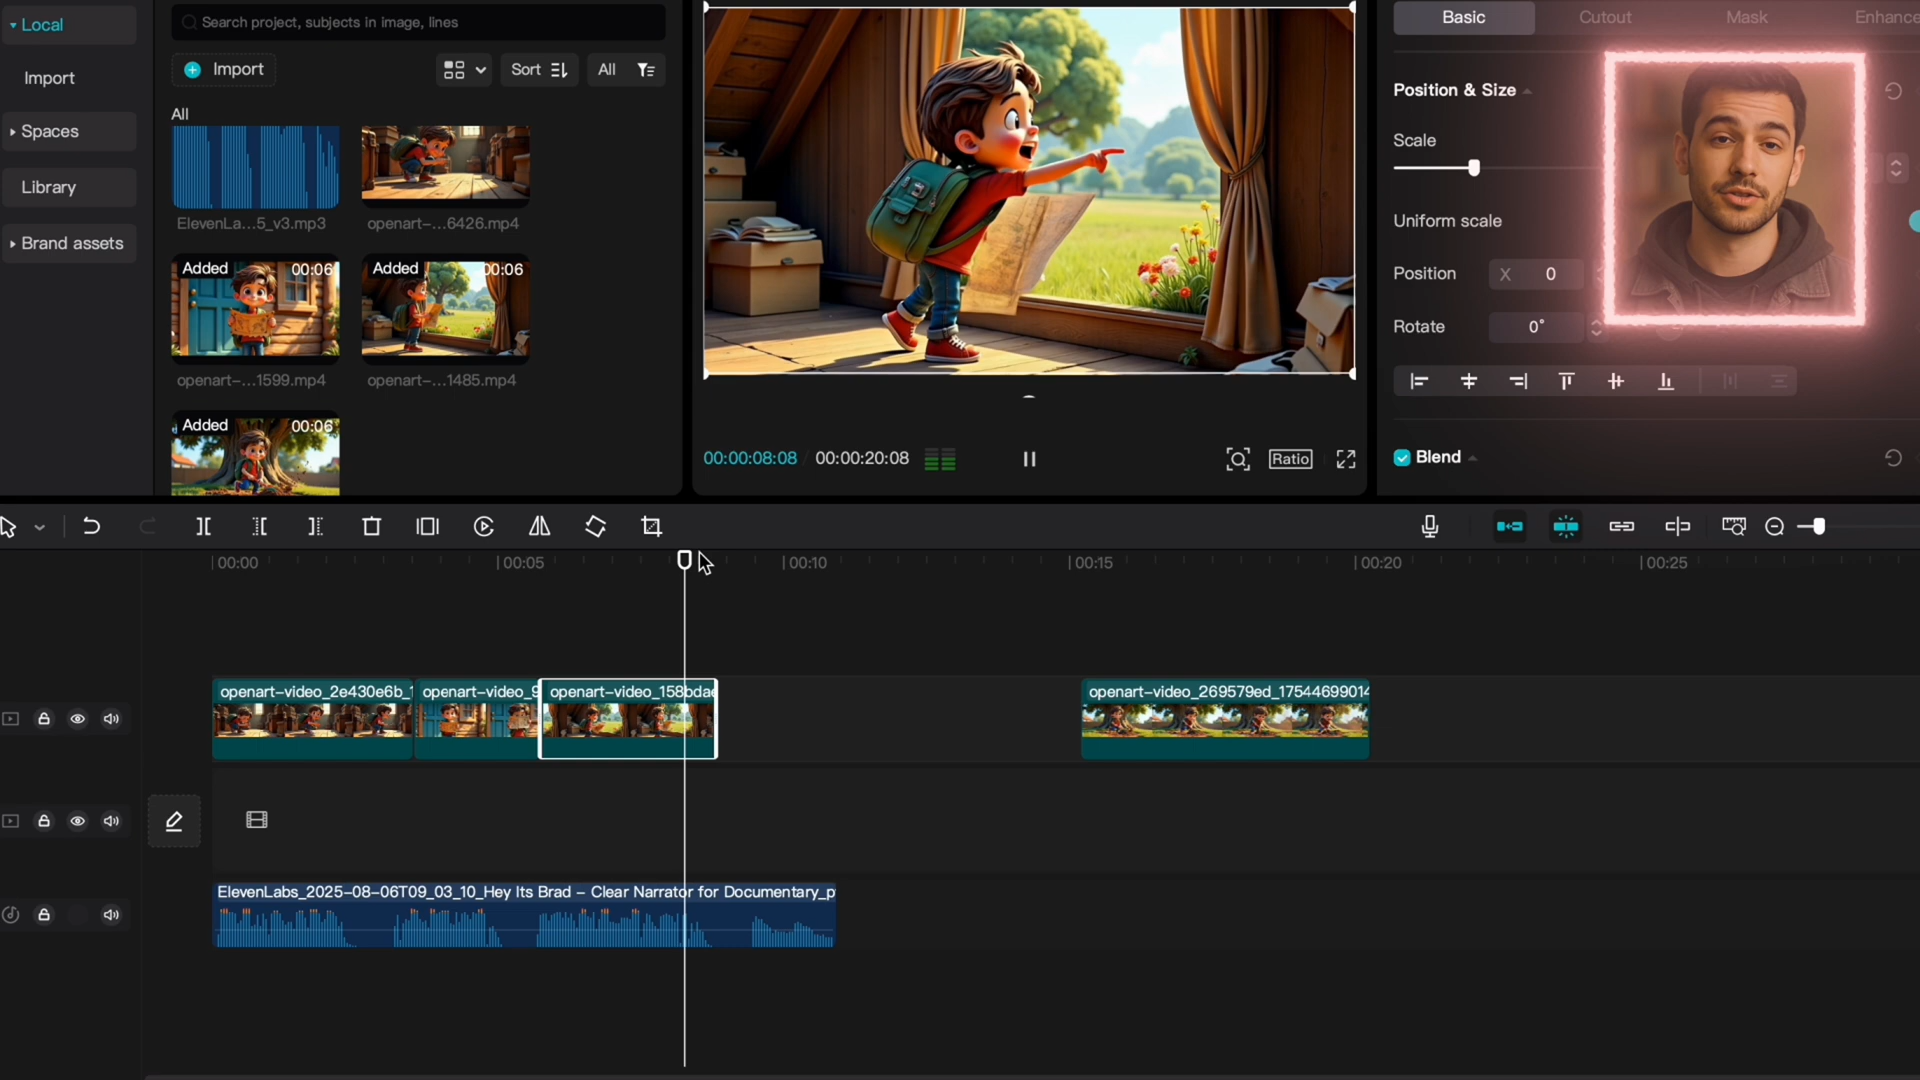 Local
Import
Spaces
Library
Brand assets
Search project, subjects in image, lines
Import
Sort
All
All
ElevenLa...5_v3.mp3
openart-...6426.mp4
Added 00:06
Added 00:06
openart-...1599.mp4
openart-...1485.mp4
Added 00:06
00:00:08:08 / 00:00:20:08
Ratio
Basic
Cutout
Mask
Enhance
Position & Size
Scale
Uniform scale
Position X 0
Rotate 0°
Blend
00:00
00:05
00:10
00:15
00:20
00:25
openart-video_2e430e6b_1
openart-video_9
openart-video_158bdae
openart-video_269579ed_17544699014
ElevenLabs_2025-08-06T09_03_10_Hey Its Brad - Clear Narrator for Documentary_p